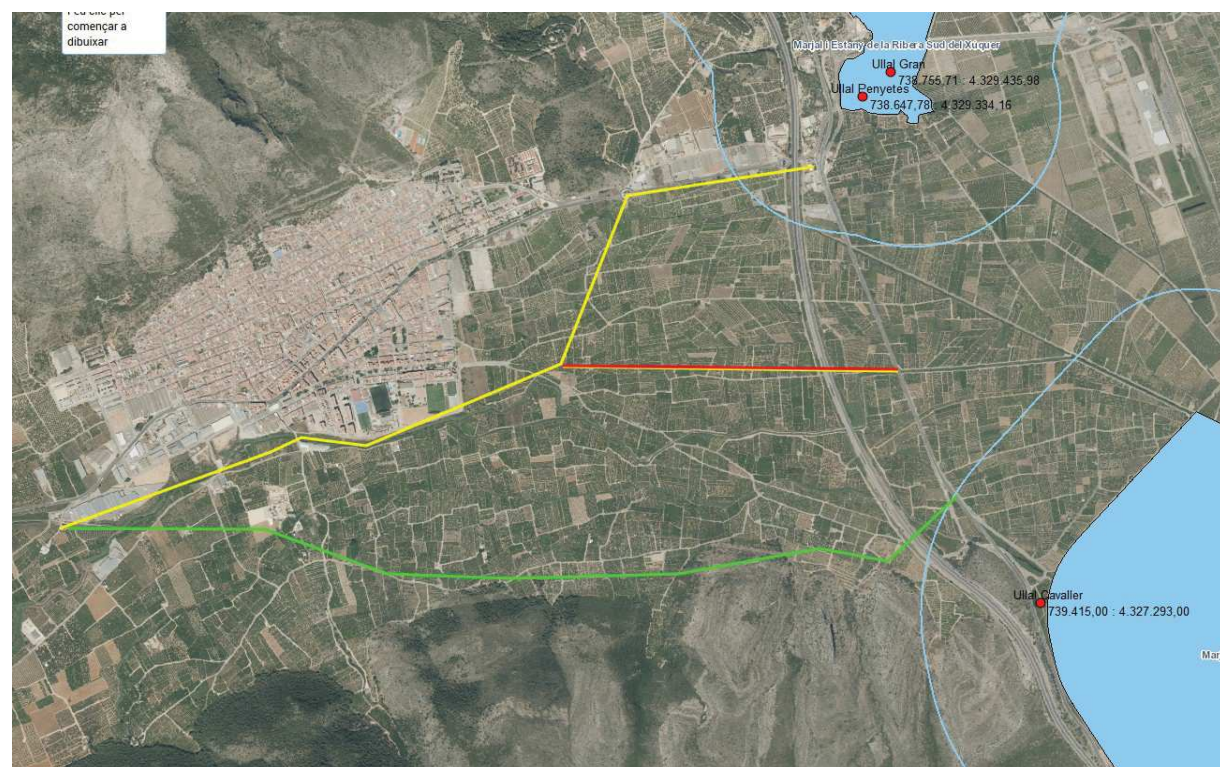 començar a
dibuixar
Marjal i Estany de la Ribera Sud del Xúquer
Ullal Gran
738.755,71 : 4.329.435,98
Ullal Penyetes
738.647,78 : 4.329.334,16
Ullal Cavaller
739.415,00 : 4.327.293,00
Mar